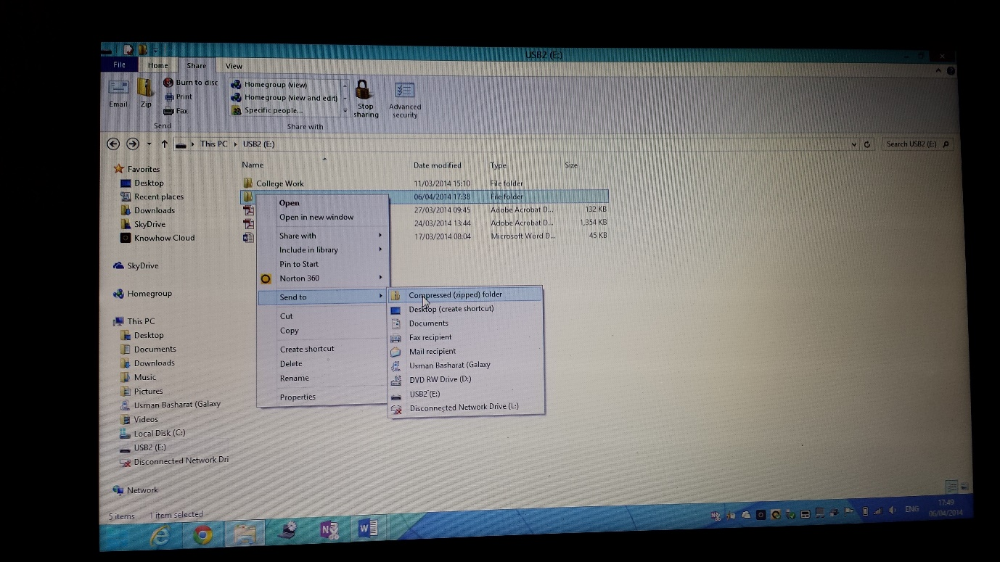 USB2 (E:)
File Home Share View
Email
Zip
Burn to disc
Print
Fax
Send
Homegroup (view)
Homegroup (view and edit)
Specific people...
Share with
Stop sharing
Advanced security
This PC USB2 (E:)
Search USB2 (E:)
Name Date modified Type Size
College Work 11/03/2014 15:10 File folder
06/04/2014 17:38 File folder
27/03/2014 09:45 Adobe Acrobat D... 132 KB
24/03/2014 13:44 Adobe Acrobat D... 1,354 KB
17/03/2014 08:04 Microsoft Word D... 45 KB
Favorites
Desktop
Recent places
Downloads
SkyDrive
Knowhow Cloud
SkyDrive
Homegroup
This PC
Desktop
Documents
Downloads
Music
Pictures
Usman Basharat (Galaxy
Videos
Local Disk (C:)
USB2 (E:)
Disconnected Network Dri
Network
Open
Open in new window
Share with
Include in library
Pin to Start
Norton 360
Send to
Cut
Copy
Create shortcut
Delete
Rename
Properties
Compressed (zipped) folder
Desktop (create shortcut)
Documents
Fax recipient
Mail recipient
Usman Basharat (Galaxy
DVD RW Drive (D:)
USB2 (E:)
Disconnected Network Drive (L:)
5 items 1 item selected
ENG
17:49
06/04/2014